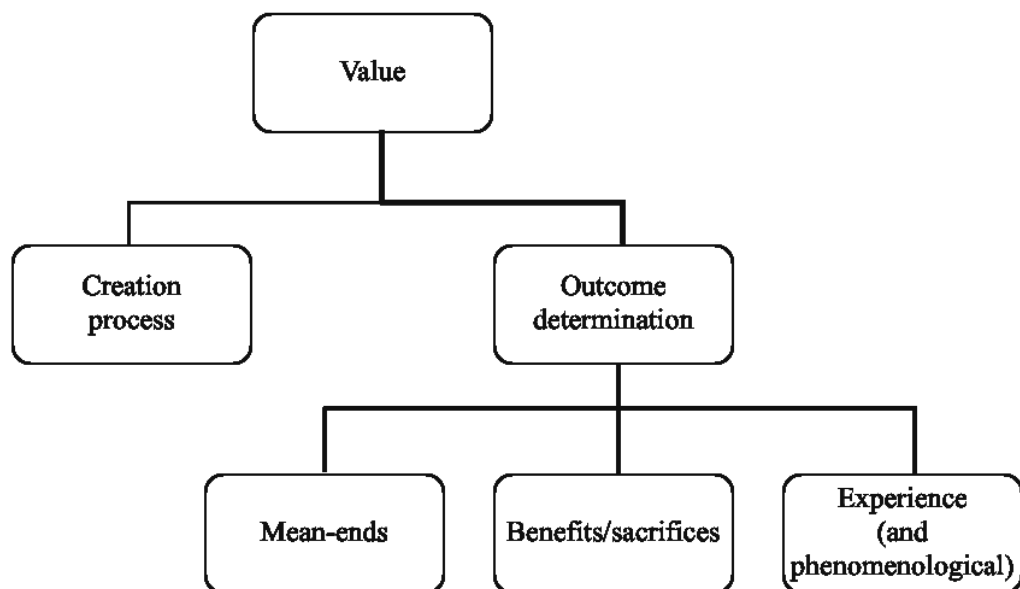 Value
Creation
process
Outcome
determination
Mean-ends
Benefits/sacrifices
Experience
(and
phenomenological)